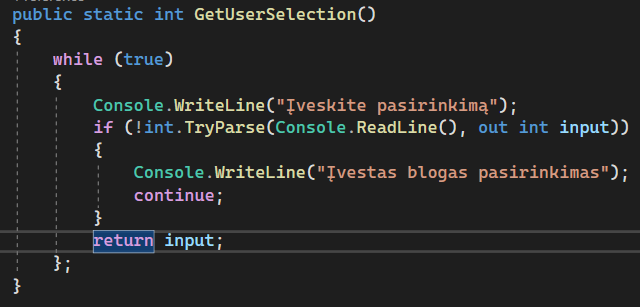 public static int GetUserSelection()
{
while (true)
{
Console.WriteLine("Įveskite pasirinkimą");
if (!int.TryParse(Console.ReadLine(), out int input))
{
Console.WriteLine("Įvestas blogas pasirinkimas");
continue;
}
return input;
};
}